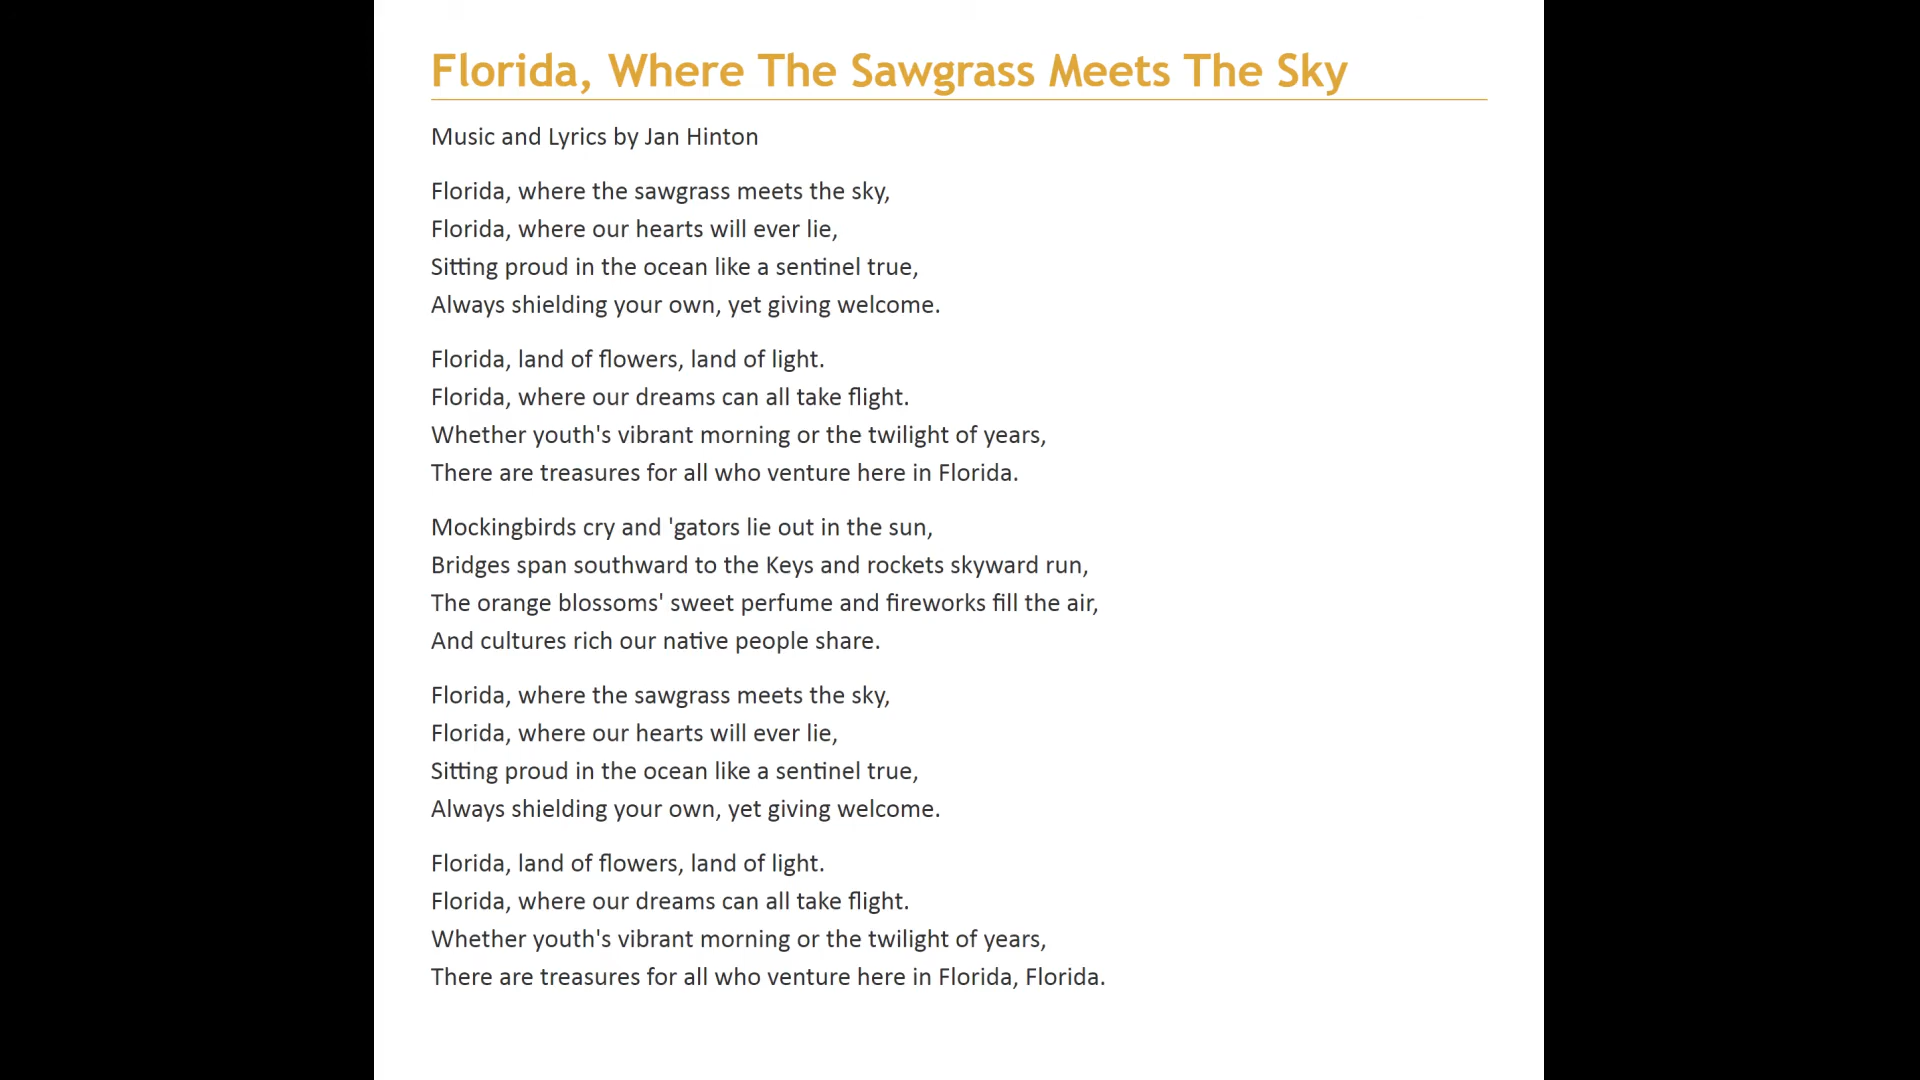 Florida, Where The Sawgrass Meets The Sky
Music and Lyrics by Jan Hinton
Florida, where the sawgrass meets the sky,
Florida, where our hearts will ever lie,
Sitting proud in the ocean like a sentinel true,
Always shielding your own, yet giving welcome.
Florida, land of flowers, land of light.
Florida, where our dreams can all take flight.
Whether youth's vibrant morning or the twilight of years,
There are treasures for all who venture here in Florida.
Mockingbirds cry and 'gators lie out in the sun,
Bridges span southward to the Keys and rockets skyward run,
The orange blossoms' sweet perfume and fireworks fill the air,
And cultures rich our native people share.
Florida, where the sawgrass meets the sky,
Florida, where our hearts will ever lie,
Sitting proud in the ocean like a sentinel true,
Always shielding your own, yet giving welcome.
Florida, land of flowers, land of light.
Florida, where our dreams can all take flight.
Whether youth's vibrant morning or the twilight of years,
There are treasures for all who venture here in Florida, Florida.